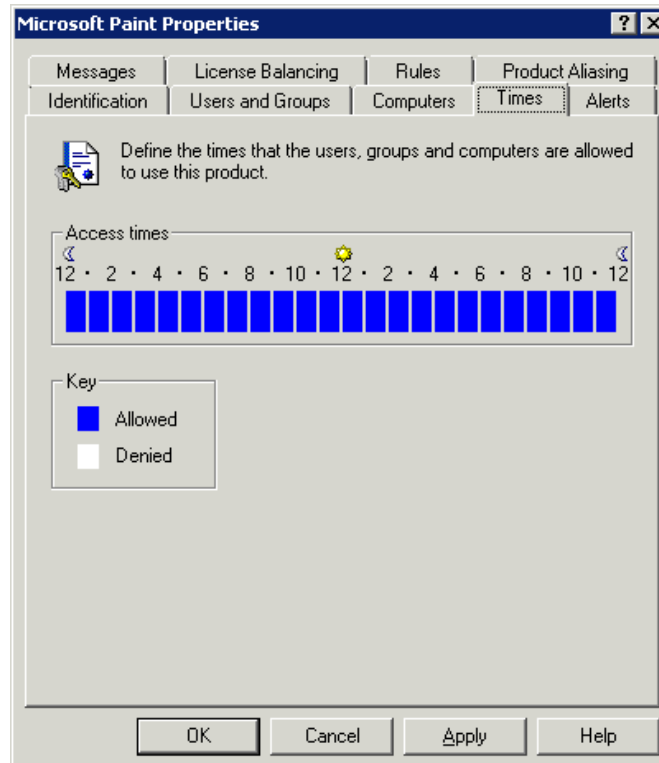 Microsoft Paint Properties
Messages License Balancing Rules Product Aliasing
Identification Users and Groups Computers Times Alerts
Define the times that the users, groups and computers are allowed
to use this product.
Access times
12 · 2 · 4 · 6 · 8 · 10 · 12 · 2 · 4 · 6 · 8 · 10 · 12
Key
Allowed
Denied
OK Cancel Apply Help